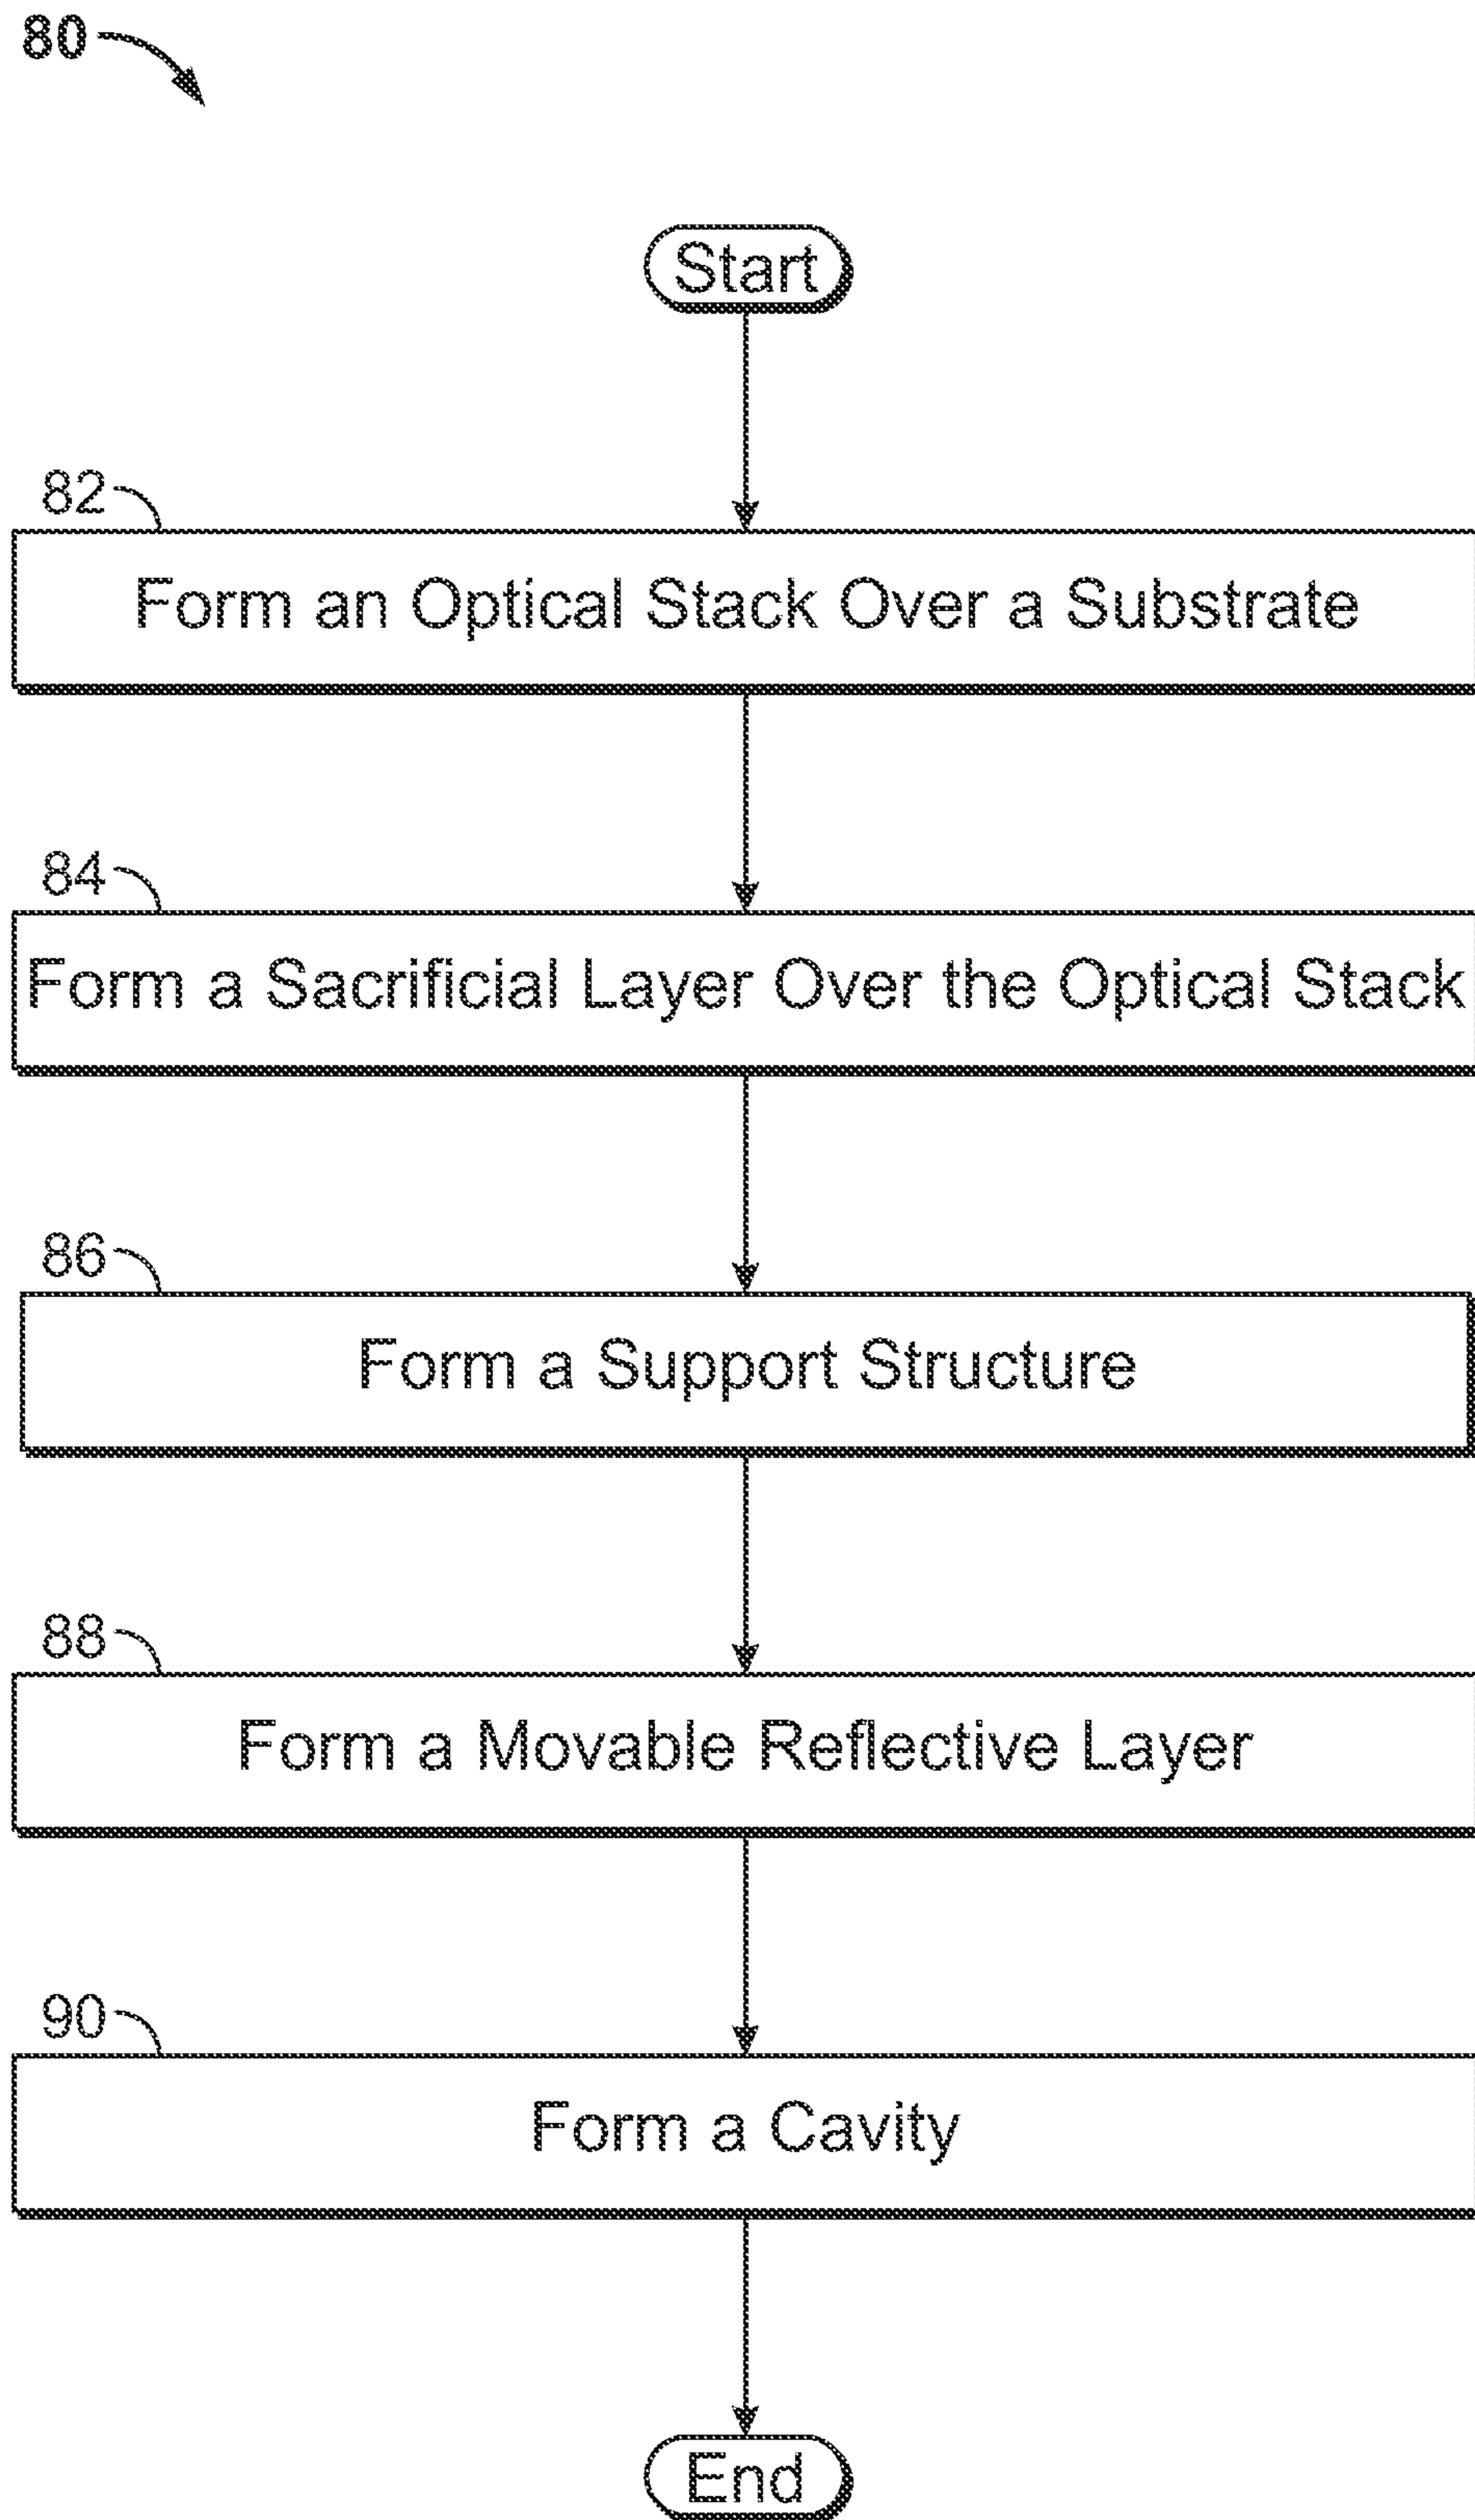 80
Start
82
Form an Optical Stack Over a Substrate
84
Form a Sacrificial Layer Over the Optical Stack
86
Form a Support Structure
88
Form a Movable Reflective Layer
90
Form a Cavity
End